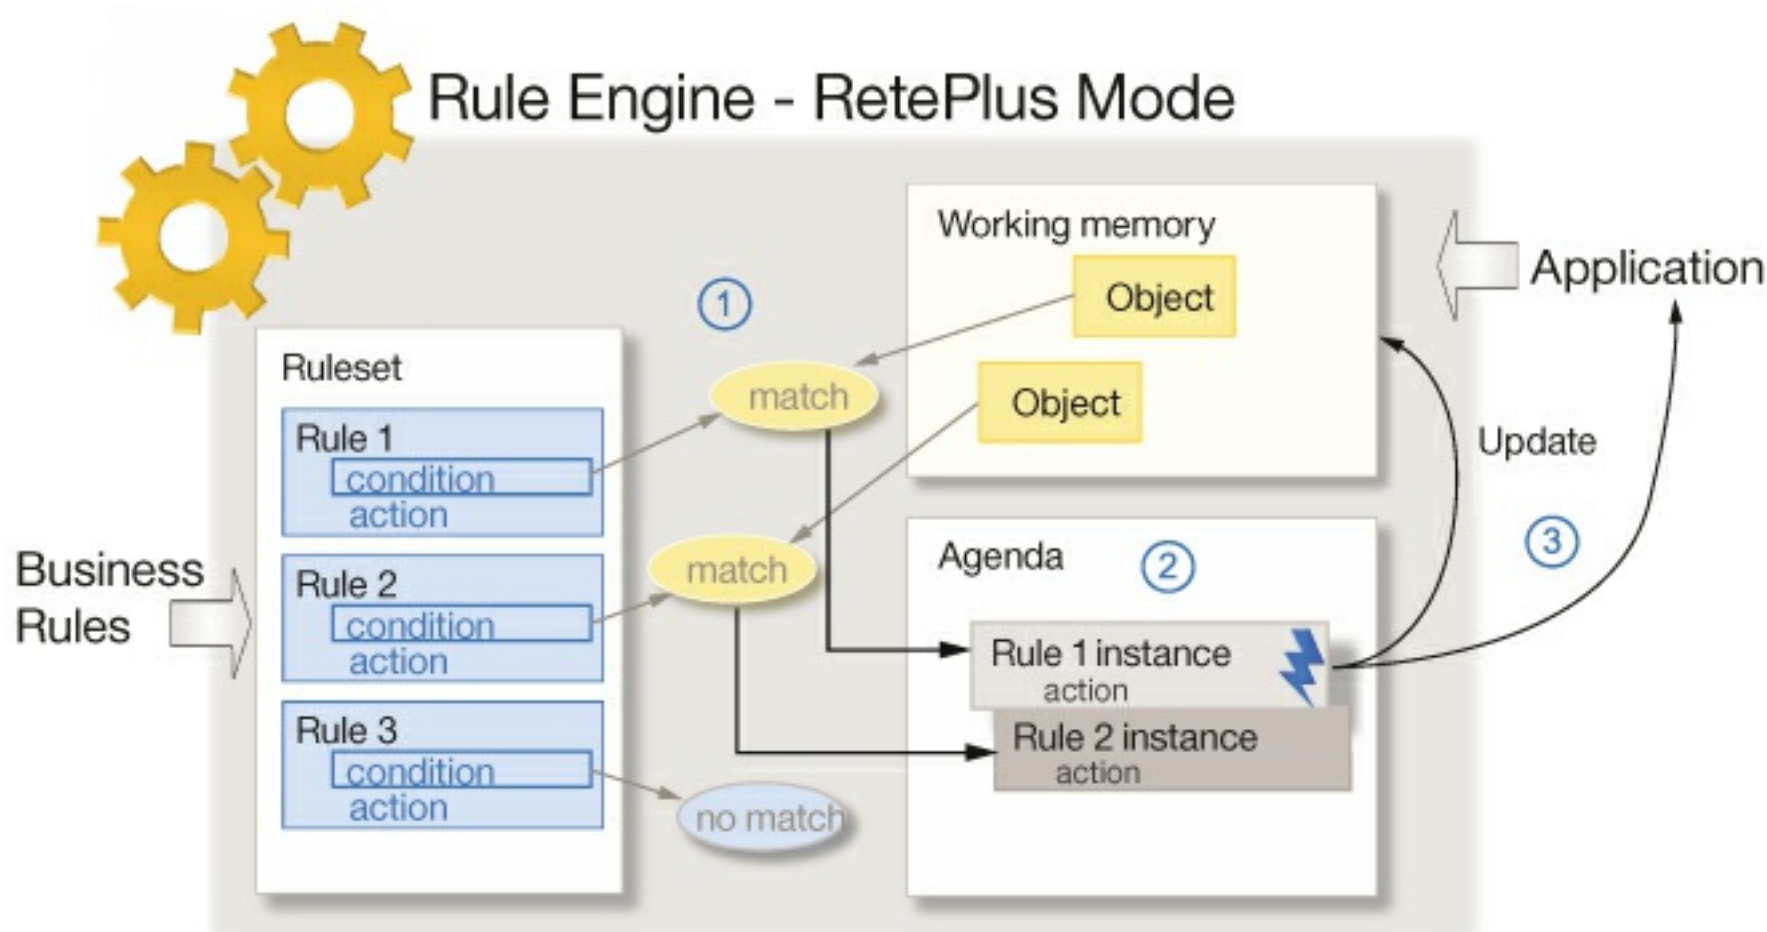 Rule Engine - RetePlus Mode
Working memory
Object
Object
Application
1
Ruleset
Rule 1
condition
action
Rule 2
condition
action
Rule 3
condition
action
match
match
no match
Business
Rules
Agenda
2
Rule 1 instance
action
Rule 2 instance
action
Update
3